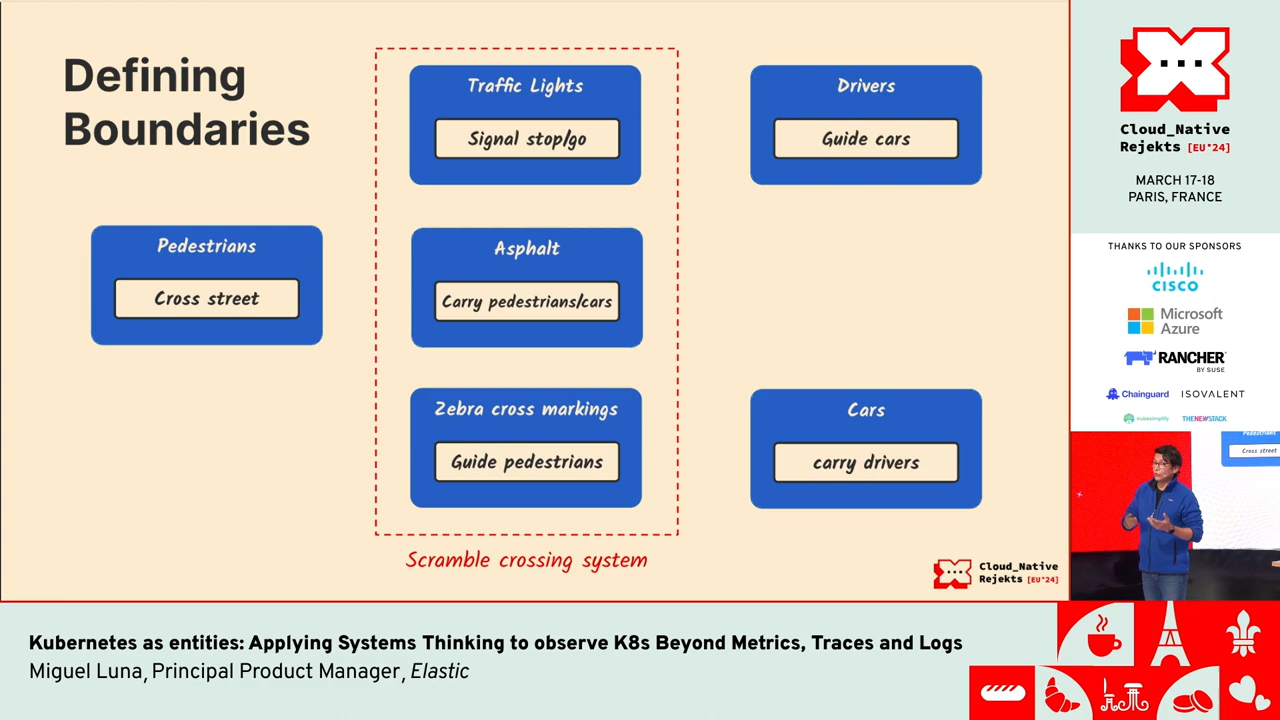 Defining
Boundaries
Traffic Lights
Signal stop/go
Drivers
Guide cars
Pedestrians
Cross street
Asphalt
Carry pedestrians/cars
Zebra cross markings
Guide pedestrians
Cars
carry drivers
Scramble crossing system
Cloud_Native
Rejekts [EU'24]
Cloud_Native
Rejekts [EU'24]
MARCH 17-18
PARIS, FRANCE
THANKS TO OUR SPONSORS
CISCO
Microsoft
Azure
RANCHER
BY SUSE
Chainguard
ISOVALENT
Kubesimplify
THENEWSTACK
Pedestrians
Cross street
Kubernetes as entities: Applying Systems Thinking to observe K8s Beyond Metrics, Traces and Logs
Miguel Luna, Principal Product Manager, Elastic